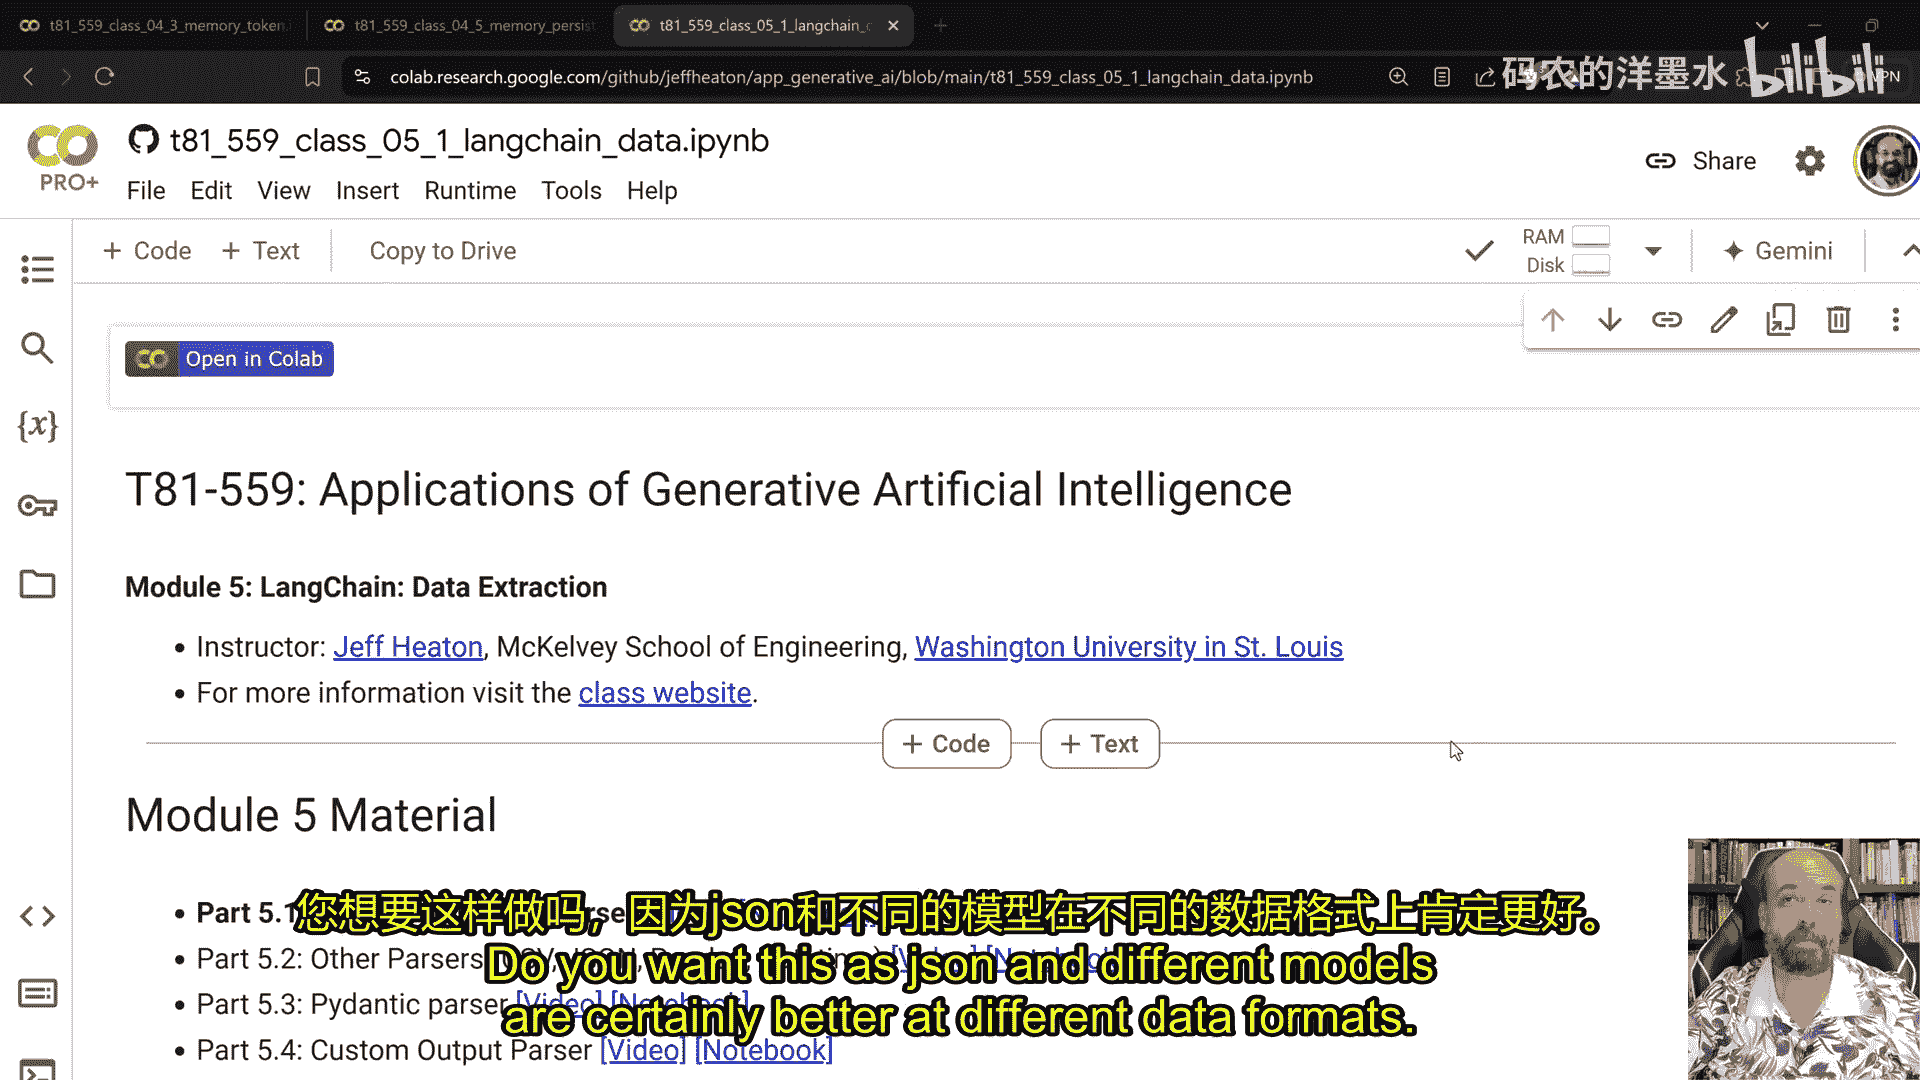 t81_559_class_04_3_memory_token.
t81_559_class_04_5_memory_persist
t81_559_class_05_1_langchain_
colab.research.google.com/github/jeffheaton/app_generative_ai/blob/main/t81_559_class_05_1_langchain_data.ipynb
码农的洋墨水 bilibili
VPN
t81_559_class_05_1_langchain_data.ipynb
PRO+
File Edit View Insert Runtime Tools Help
Share
+ Code + Text Copy to Drive
RAM
Disk
Gemini
{x}
Open in Colab
T81-559: Applications of Generative Artificial Intelligence
Module 5: LangChain: Data Extraction
• Instructor: Jeff Heaton, McKelvey School of Engineering, Washington University in St. Louis
• For more information visit the class website.
+ Code + Text
Module 5 Material
• Part 5.1
您想要这样做吗，因为json和不同的模型在不同的数据格式上肯定更好。
• Part 5.2: Other Parsers
Do you want this as json and different models
• Part 5.3: Pydantic parser [Video] [Notebook]
are certainly better at different data formats.
• Part 5.4: Custom Output Parser [Video] [Notebook]